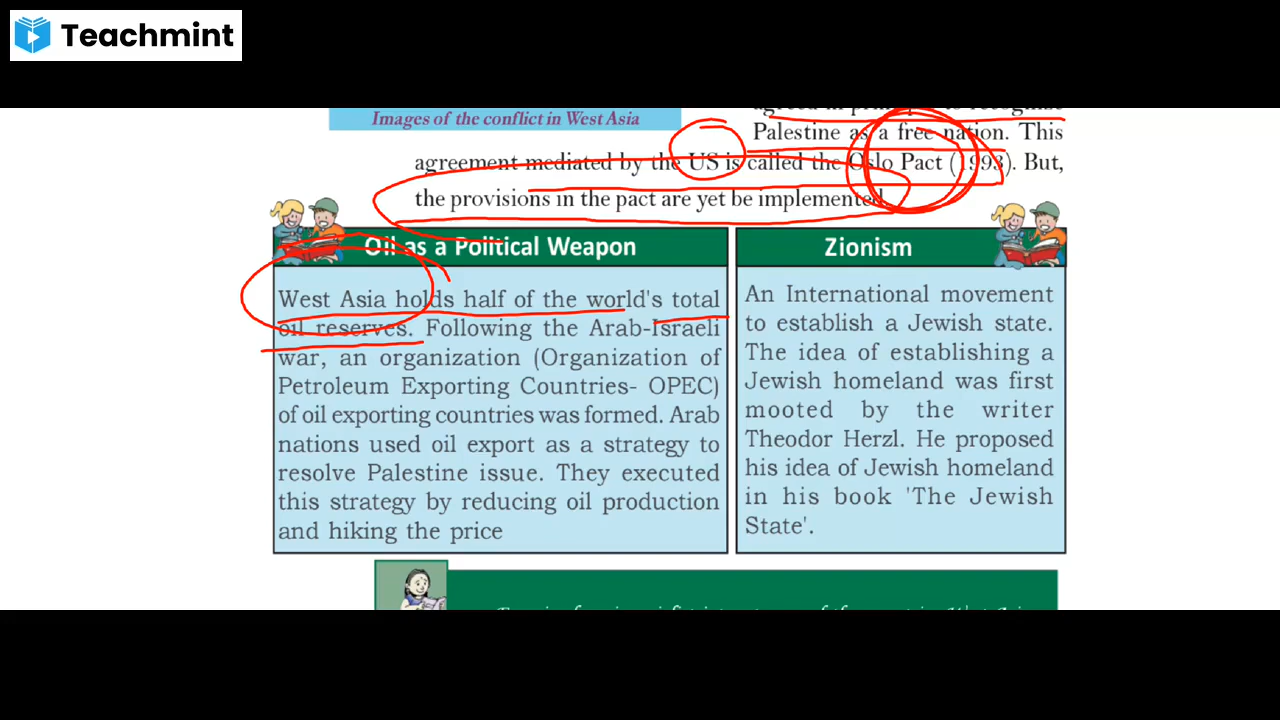 Teachmint
agreed in principle to recognize
Images of the conflict in West Asia
Palestine as a free nation. This
agreement mediated by the US is called the Oslo Pact (1993). But,
the provisions in the pact are yet be implemented
Oil as a Political Weapon
West Asia holds half of the world's total
oil reserves. Following the Arab-Israeli
war, an organization (Organization of
Petroleum Exporting Countries- OPEC)
of oil exporting countries was formed. Arab
nations used oil export as a strategy to
resolve Palestine issue. They executed
this strategy by reducing oil production
and hiking the price
Zionism
An International movement
to establish a Jewish state.
The idea of establishing a
Jewish homeland was first
mooted by the writer
Theodor Herzl. He proposed
his idea of Jewish homeland
in his book 'The Jewish
State'.